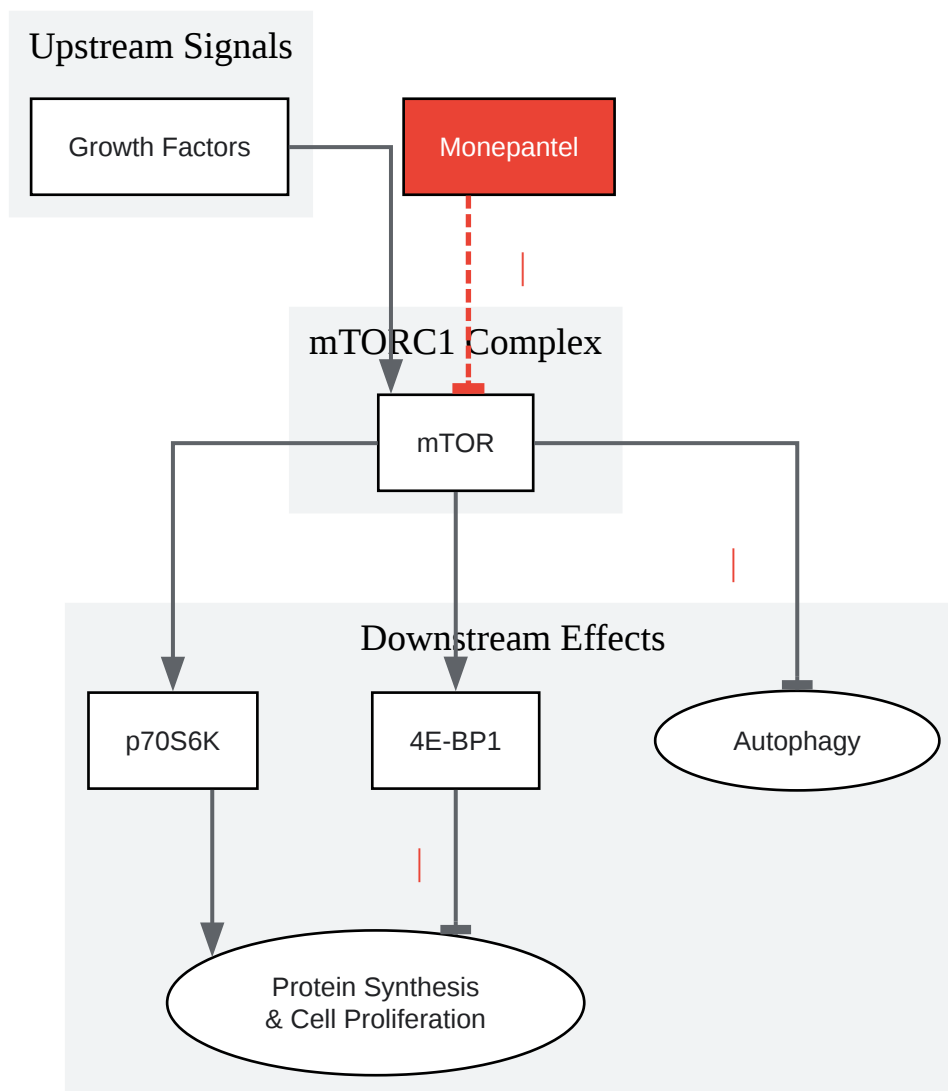 Upstream Signals
Growth Factors
Monepantel
mTORC1 Complex
mTOR
Downstream Effects
p70S6K
4E-BP1
Autophagy
Protein Synthesis
& Cell Proliferation